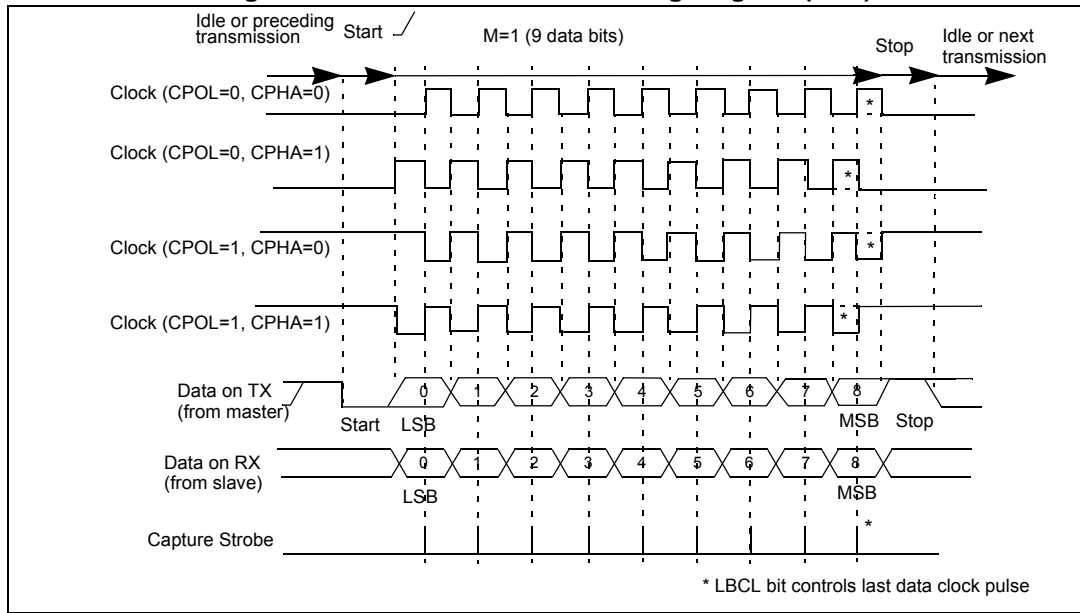 Idle or preceding
transmission
Start
M=1 (9 data bits)
Stop
Idle or next
transmission
Clock (CPOL=0, CPHA=0)
*
Clock (CPOL=0, CPHA=1)
*
Clock (CPOL=1, CPHA=0)
*
Clock (CPOL=1, CPHA=1)
*
Data on TX
(from master)
0 1 2 3 4 5 6 7 8
Start LSB MSB Stop
Data on RX
(from slave)
0 1 2 3 4 5 6 7 8
LSB MSB
*
Capture Strobe
* LBCL bit controls last data clock pulse